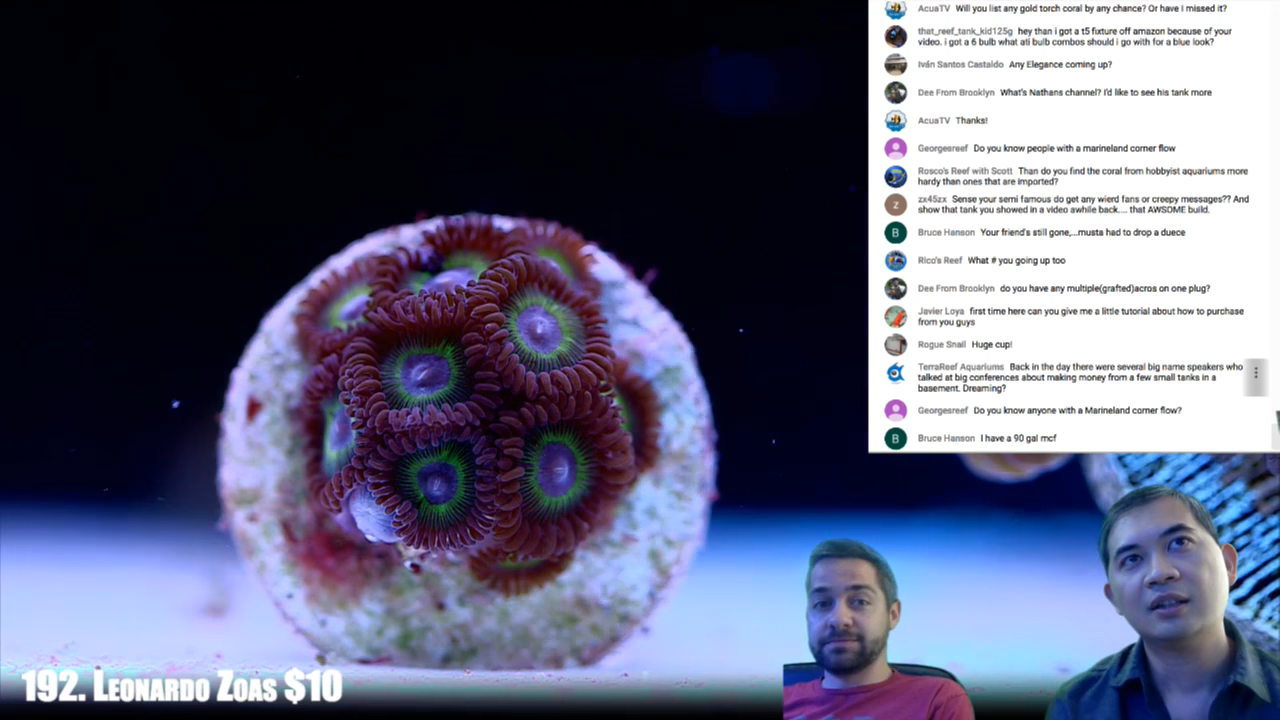 AcuaTV Will you list any gold torch coral by any chance? Or have I missed it?
that_reef_tank_kid125g hey than i got a t5 fixture off amazon because of your
video. i got a 6 bulb what ati bulb combos should i go with for a blue look?
Iván Santos Castaldo Any Elegance coming up?
Dee From Brooklyn What's Nathans channel? I'd like to see his tank more
AcuaTV Thanks!
Georgesreef Do you know people with a marineland corner flow
Rosco's Reef with Scott Than do you find the coral from hobbyist aquariums more
hardy than ones that are imported?
Z
zx45zx Sense your semi famous do get any wierd fans or creepy messages?? And
show that tank you showed in a video awhile back.... that AWSOME build.
B
Bruce Hanson Your friend's still gone,...musta had to drop a duece
Rico's Reef What # you going up too
Dee From Brooklyn do you have any multiple(grafted)acros on one plug?
Javier Loya first time here can you give me a little tutorial about how to purchase
from you guys
Rogue Snail Huge cup!
TerraReef Aquariums Back in the day there were several big name speakers who
talked at big conferences about making money from a few small tanks in a
basement. Dreaming?
Georgesreef Do you know anyone with a Marineland corner flow?
B
Bruce Hanson I have a 90 gal mcf
192. Leonardo Zoas $10